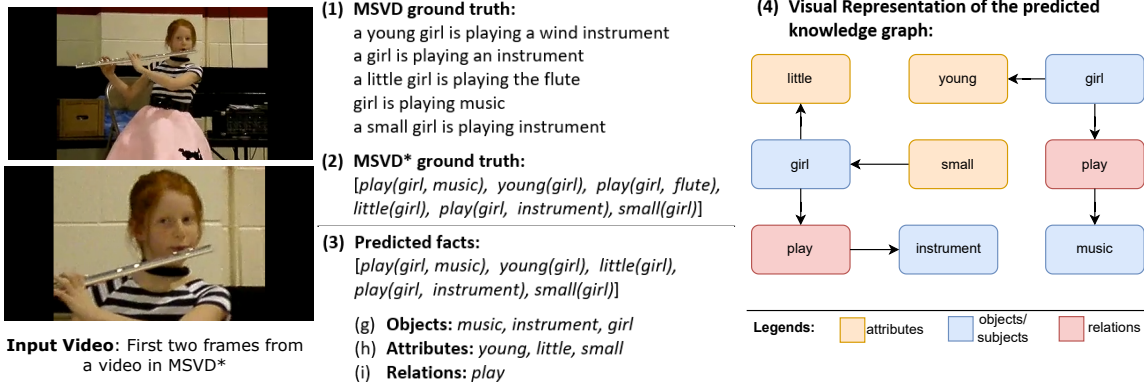 (1) MSVD ground truth:
a young girl is playing a wind instrument
a girl is playing an instrument
a little girl is playing the flute
girl is playing music
a small girl is playing instrument
(2) MSVD* ground truth:
[play(girl, music), young(girl), play(girl, flute),
little(girl), play(girl, instrument), small(girl)]
(3) Predicted facts:
[play(girl, music), young(girl), little(girl),
play(girl, instrument), small(girl)]
(g) Objects: music, instrument, girl
(h) Attributes: young, little, small
(i) Relations: play
Input Video: First two frames from
a video in MSVD*
(4) Visual Representation of the predicted
knowledge graph:
little young girl
girl small play
play instrument music
Legends: attributes objects/ relations
subjects